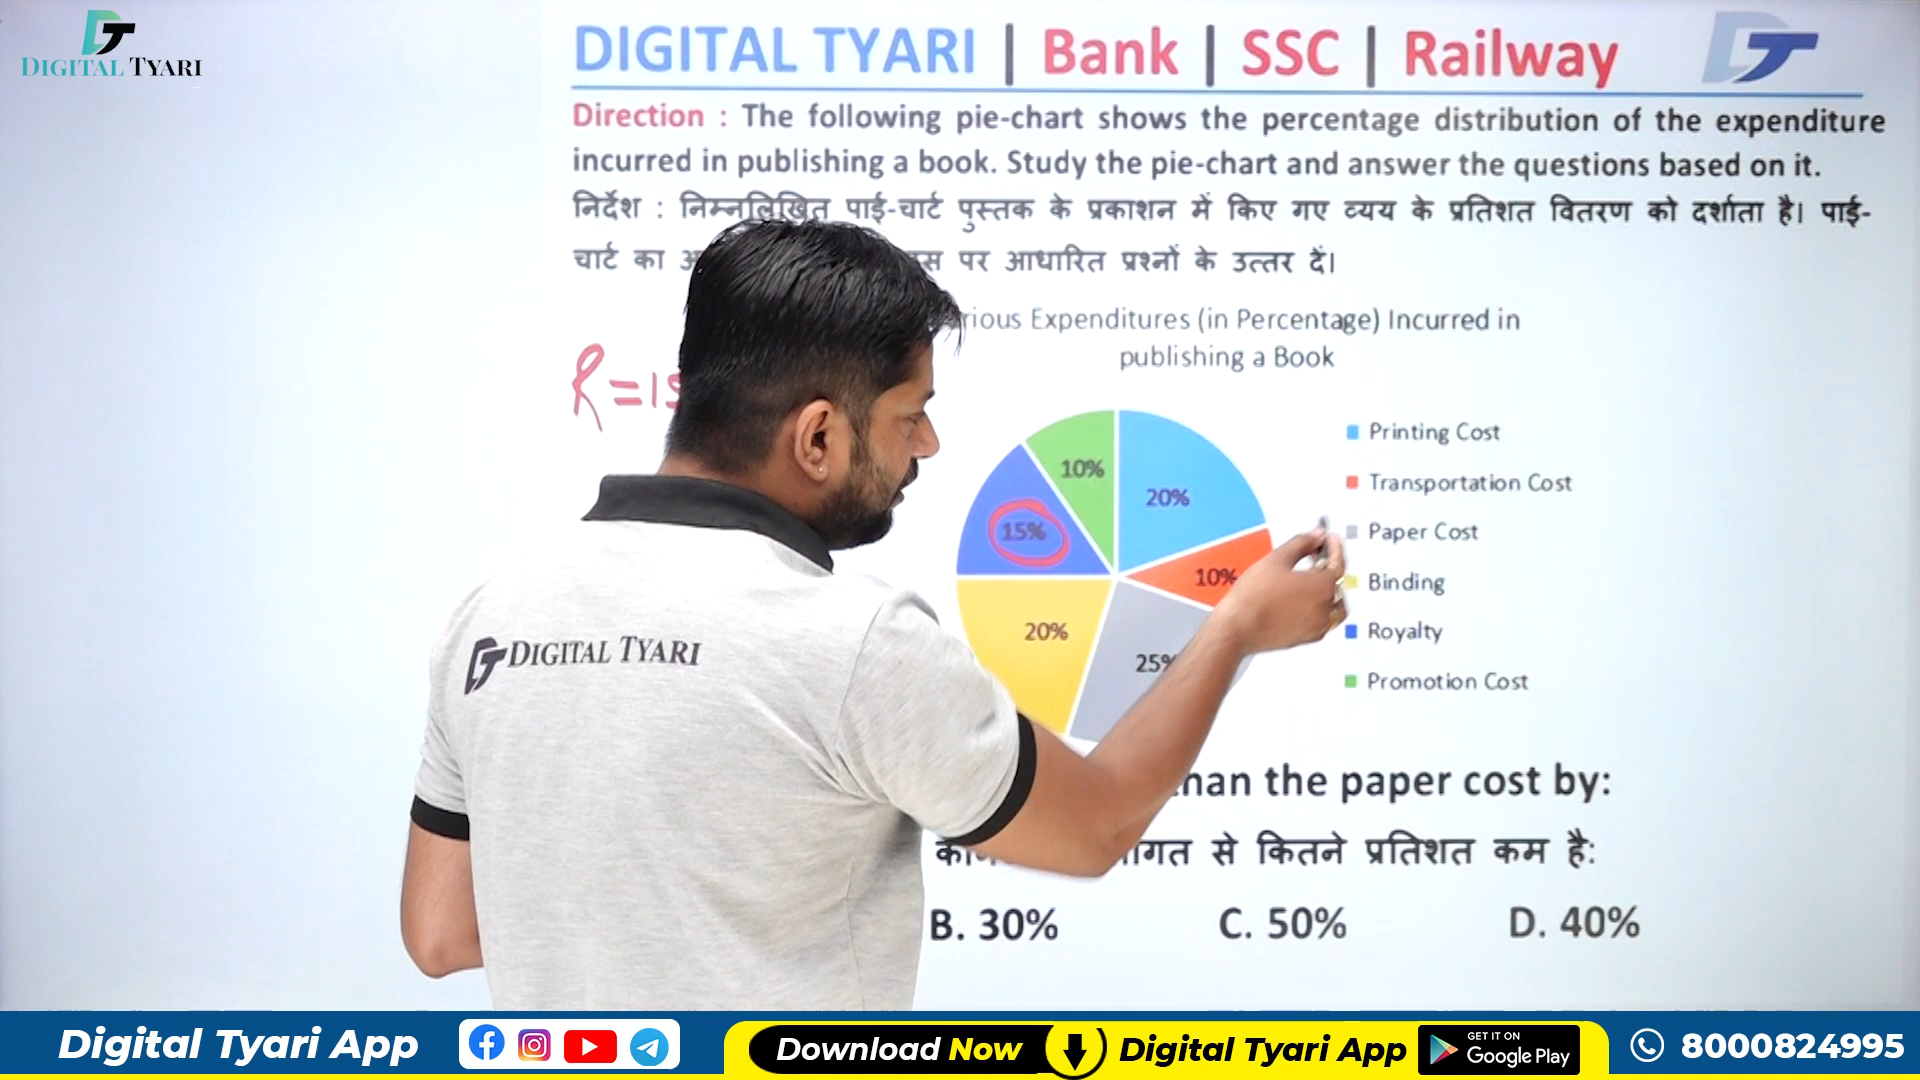 DIGITAL TYARI
DIGITAL TYARI | Bank | SSC | Railway
Direction : The following pie-chart shows the percentage distribution of the expenditure
incurred in publishing a book. Study the pie-chart and answer the questions based on it.
निर्देश : निम्नलिखित पाई-चार्ट पुस्तक के प्रकाशन में किए गए व्यय के प्रतिशत वितरण को दर्शाता है। पाई-
चार्ट का पर आधारित प्रश्नों के उत्तर दें।
Expenditures (in Percentage) Incurred in
publishing a Book
R=
10%
20%
15%
10%
20%
25%
Printing Cost
Transportation Cost
Paper Cost
Binding
Royalty
Promotion Cost
DIGITAL TYARI
the paper cost by:
से कितने प्रतिशत कम है:
B. 30% C. 50% D. 40%
Digital Tyari App
Download Now
Digital Tyari App
GET IT ON
Google Play
8000824995